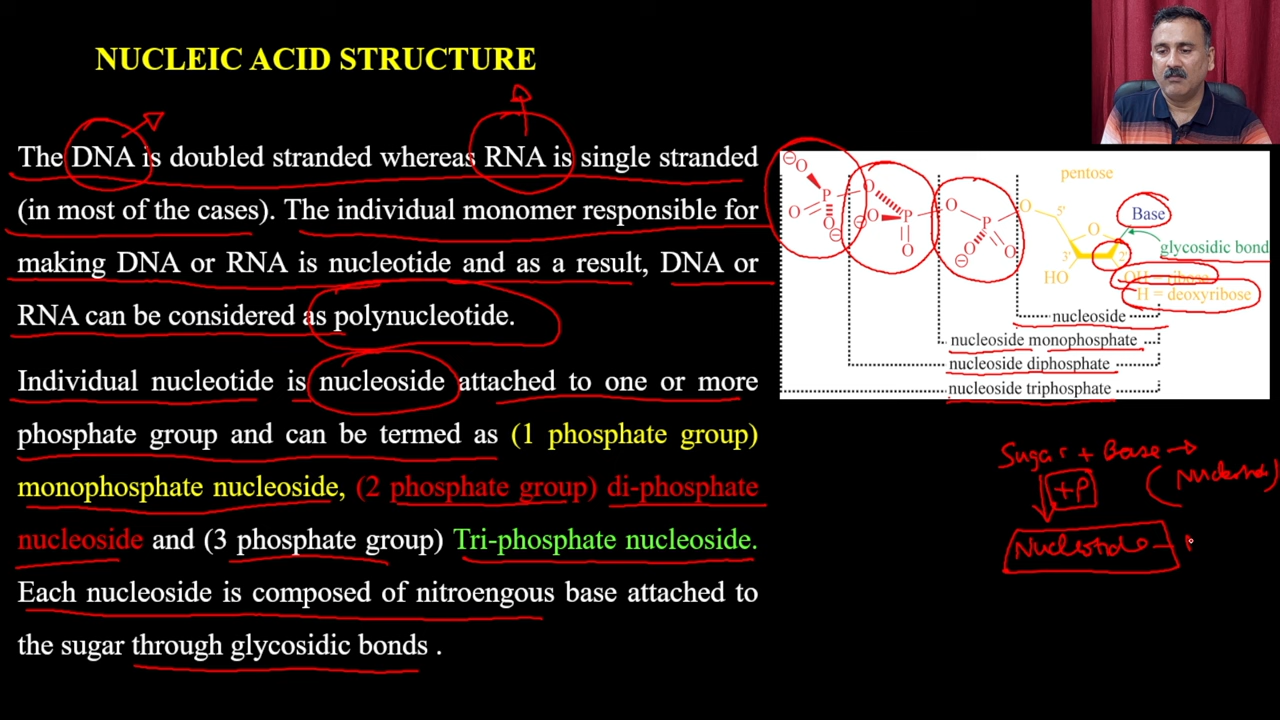 NUCLEIC ACID STRUCTURE
The DNA is doubled stranded whereas RNA is single stranded
(in most of the cases). The individual monomer responsible for
making DNA or RNA is nucleotide and as a result, DNA or
RNA can be considered as polynucleotide.
Individual nucleotide is nucleoside attached to one or more
phosphate group and can be termed as (1 phosphate group)
monophosphate nucleoside, (2 phosphate group) di-phosphate
nucleoside and (3 phosphate group) Tri-phosphate nucleoside.
Each nucleoside is composed of nitroengous base attached to
the sugar through glycosidic bonds .
pentose
⊖O O O O
P P P
O O ⊖O
O ⊖ O ⊖O O
5'
O
Base
glycosidic bond
3' 2'
HO
OH = ribose
H = deoxyribose
nucleoside
nucleoside monophosphate
nucleoside diphosphate
nucleoside triphosphate
Sugar + Base →
+P
Nucleotide –